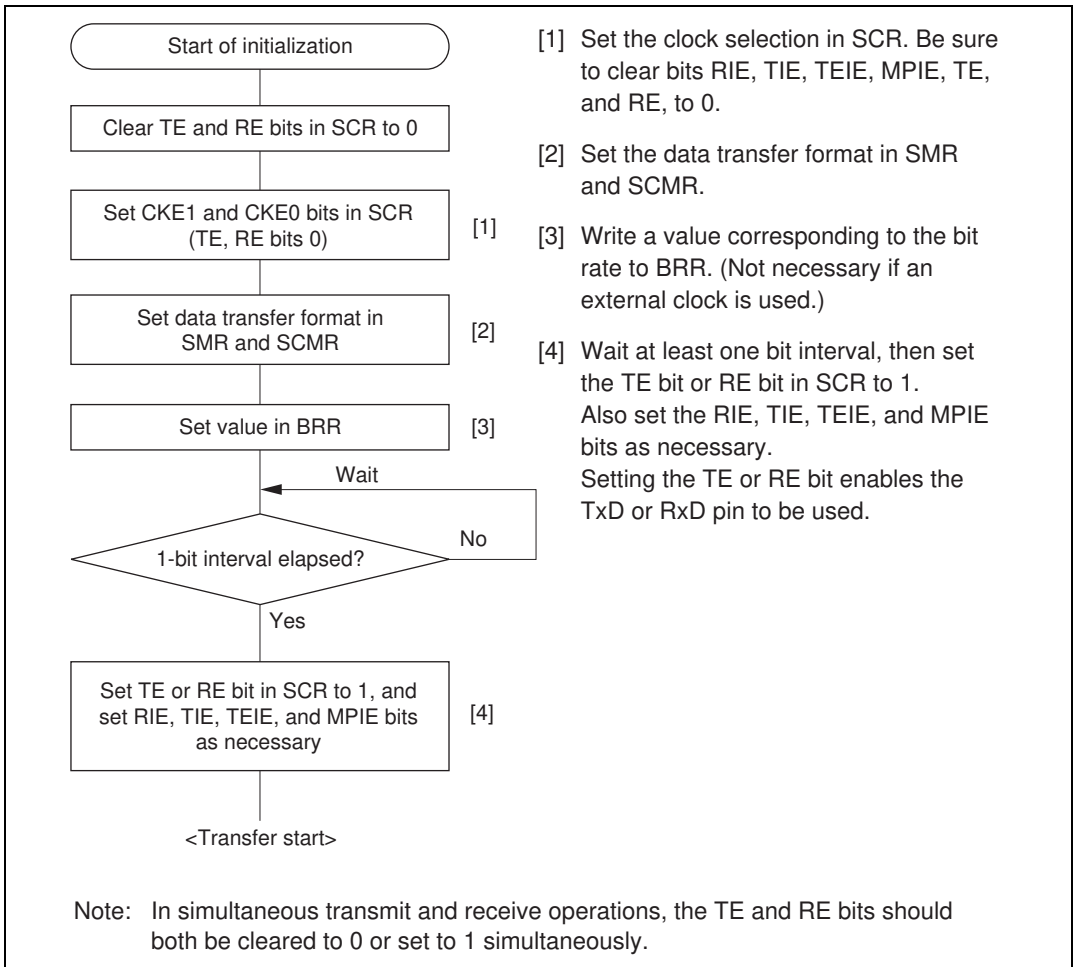 Start of initialization
Clear TE and RE bits in SCR to 0
Set CKE1 and CKE0 bits in SCR
(TE, RE bits 0)
[1]
Set data transfer format in
SMR and SCMR
[2]
Set value in BRR
[3]
Wait
No
1-bit interval elapsed?
Yes
Set TE or RE bit in SCR to 1, and
set RIE, TIE, TEIE, and MPIE bits
as necessary
[4]
<Transfer start>
[1] Set the clock selection in SCR. Be sure
to clear bits RIE, TIE, TEIE, MPIE, TE,
and RE, to 0.
[2] Set the data transfer format in SMR
and SCMR.
[3] Write a value corresponding to the bit
rate to BRR. (Not necessary if an
external clock is used.)
[4] Wait at least one bit interval, then set
the TE bit or RE bit in SCR to 1.
Also set the RIE, TIE, TEIE, and MPIE
bits as necessary.
Setting the TE or RE bit enables the
TxD or RxD pin to be used.
Note: In simultaneous transmit and receive operations, the TE and RE bits should
both be cleared to 0 or set to 1 simultaneously.